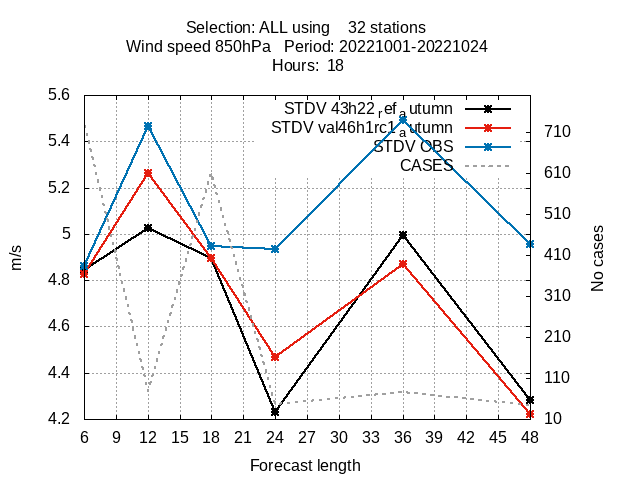 Selection: ALL using 32 stations
Wind speed 850hPa Period: 20221001-20221024
Hours: 18
STDV 43h22ref_autumn
STDV val46h1rc1autumn
STDV OBS
CASES
5.6
5.4
5.2
5
4.8
4.6
4.4
4.2
m/s
710
610
510
410
310
210
110
10
No cases
6 9 12 15 18 21 24 27 30 33 36 39 42 45 48
Forecast length